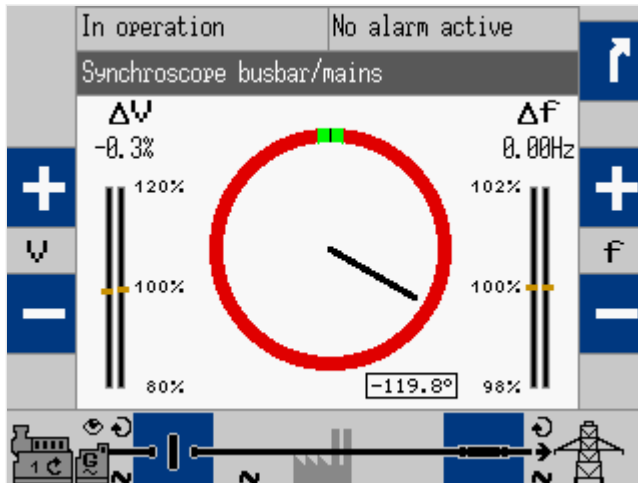 In operation
No alarm active
Synchroscope busbar/mains
ΔV
Δf
-0.3%
0.00Hz
120%
102%
V
f
100%
100%
80%
-119.8°
98%
G
1